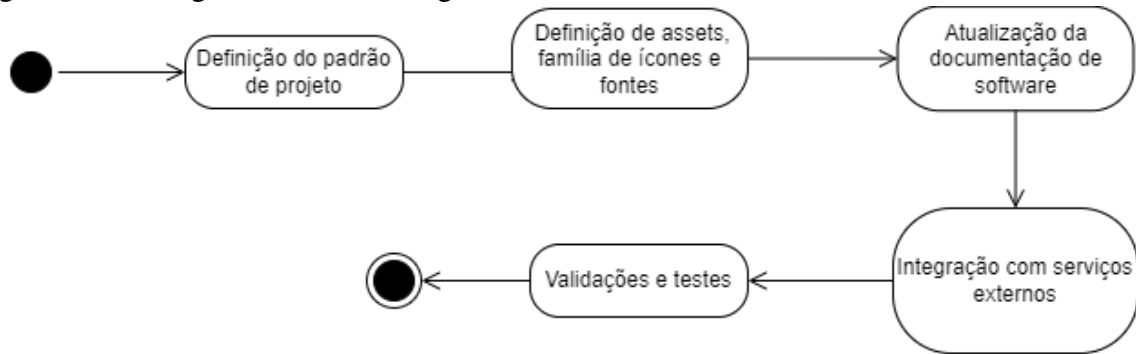 Definição do padrão
de projeto
Definição de assets,
família de ícones e
fontes
Atualização da
documentação de
software
Integração com serviços
externos
Validações e testes